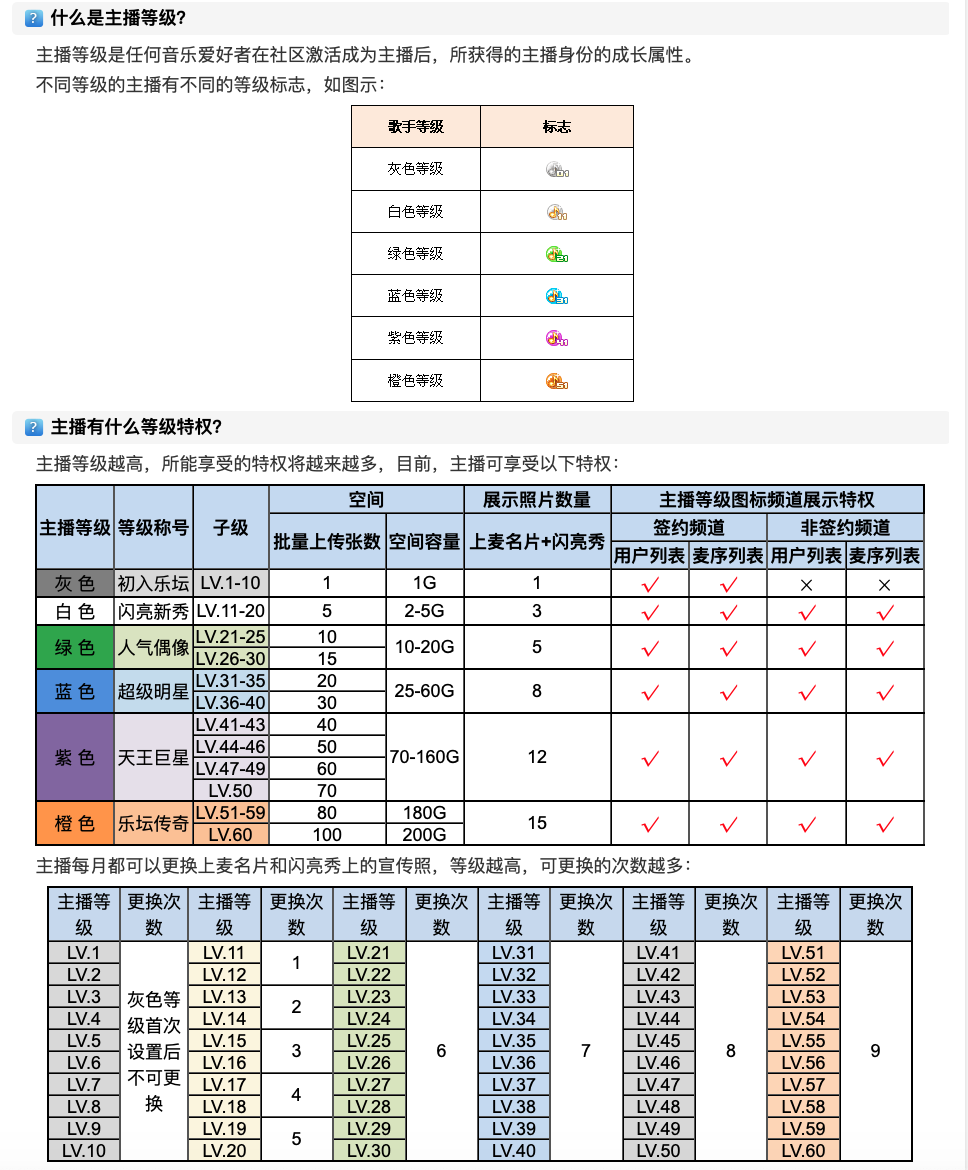 什么是主播等级?
主播等级是任何音乐爱好者在社区激活成为主播后，所获得的主播身份的成长属性。
不同等级的主播有不同的等级标志，如图示：
歌手等级 标志
灰色等级
白色等级
绿色等级
蓝色等级
紫色等级
橙色等级
主播有什么等级特权?
主播等级越高，所能享受的特权将越来越多，目前，主播可享受以下特权：
主播等级 等级称号 子级 空间 展示照片数量 主播等级图标频道展示特权
批量上传张数 空间容量 上麦名片+闪亮秀 签约频道 非签约频道
用户列表 麦序列表 用户列表 麦序列表
灰 色 初入乐坛 LV.1-10 1 1G 1 √ √ × ×
白 色 闪亮新秀 LV.11-20 5 2-5G 3 √ √ √ √
绿 色 人气偶像 LV.21-25 10 10-20G 5 √ √ √ √
LV.26-30 15
蓝 色 超级明星 LV.31-35 20 25-60G 8 √ √ √ √
LV.36-40 30
紫 色 天王巨星 LV.41-43 40 70-160G 12 √ √ √ √
LV.44-46 50
LV.47-49 60
LV.50 70
橙 色 乐坛传奇 LV.51-59 80 180G 15 √ √ √ √
LV.60 100 200G
主播每月都可以更换上麦名片和闪亮秀上的宣传照，等级越高，可更换的次数越多：
主播等级 更换次数 主播等级 更换次数 主播等级 更换次数 主播等级 更换次数 主播等级 更换次数 主播等级 更换次数
LV.1 灰色等级首次设置后不可更换 LV.11 1 LV.21 6 LV.31 7 LV.41 8 LV.51 9
LV.2 LV.12 LV.22 LV.32 LV.42 LV.52
LV.3 LV.13 2 LV.23 LV.33 LV.43 LV.53
LV.4 LV.14 LV.24 LV.34 LV.44 LV.54
LV.5 LV.15 3 LV.25 LV.35 LV.45 LV.55
LV.6 LV.16 LV.26 LV.36 LV.46 LV.56
LV.7 LV.17 4 LV.27 LV.37 LV.47 LV.57
LV.8 LV.18 LV.28 LV.38 LV.48 LV.58
LV.9 LV.19 5 LV.29 LV.39 LV.49 LV.59
LV.10 LV.20 LV.30 LV.40 LV.50 LV.60